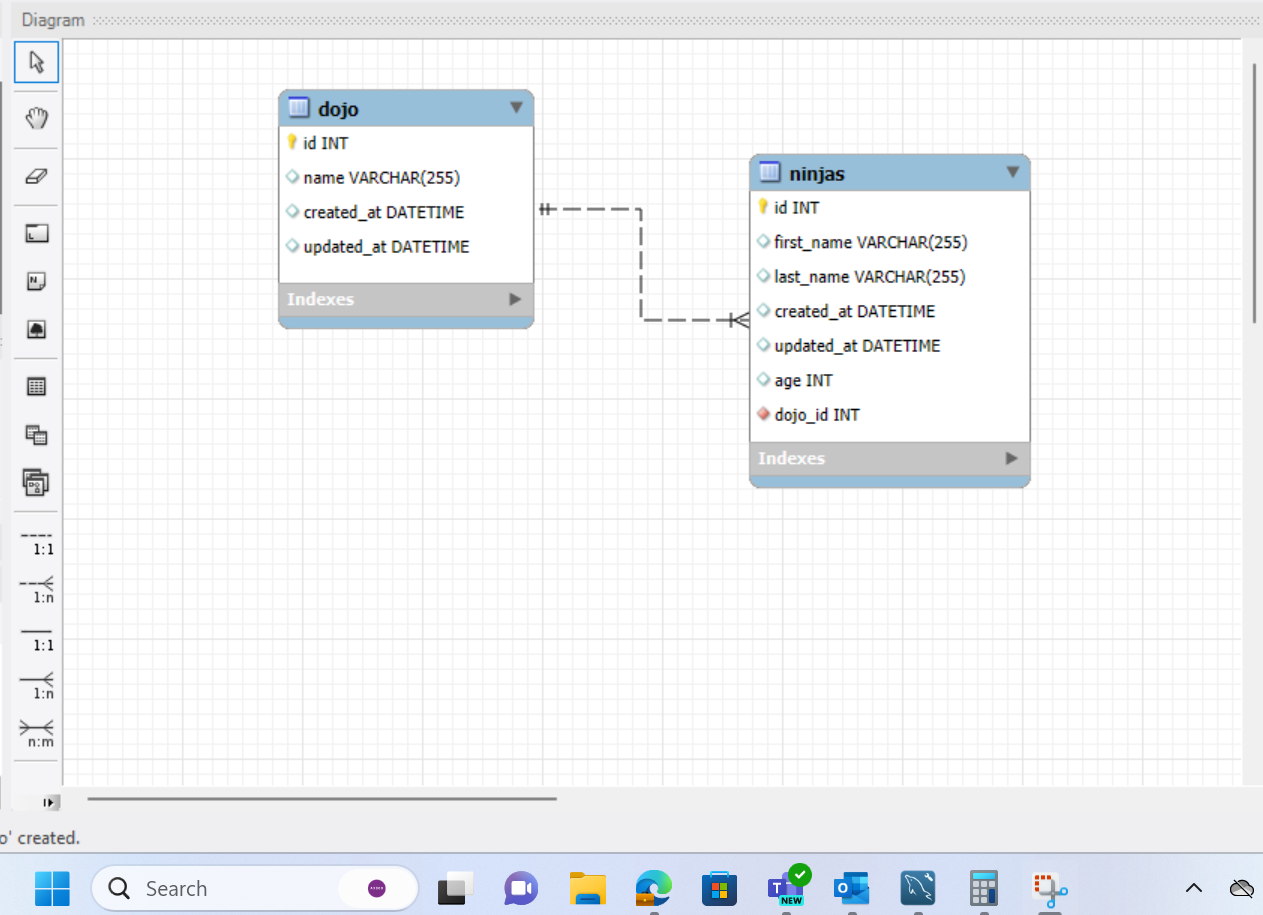 Diagram
dojo
id INT
name VARCHAR(255)
created_at DATETIME
updated_at DATETIME
Indexes
ninjas
id INT
first_name VARCHAR(255)
last_name VARCHAR(255)
created_at DATETIME
updated_at DATETIME
age INT
dojo_id INT
Indexes
1:1
1:n
1:1
1:n
n:m
o' created.
Search
NEW